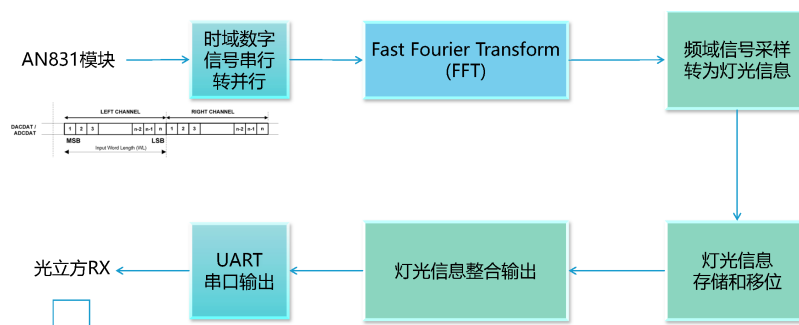 AN831模块
时域数字
信号串行
转并行
Fast Fourier Transform
(FFT)
频域信号采样
转为灯光信息
LEFT CHANNEL
RIGHT CHANNEL
DACDAT /
ADCDAT
1 2 3 n-2 n-1 n 1 2 3 n-2 n-1 n
MSB
LSB
Input Word Length (WL)
光立方RX
UART
串口输出
灯光信息整合输出
灯光信息
存储和移位